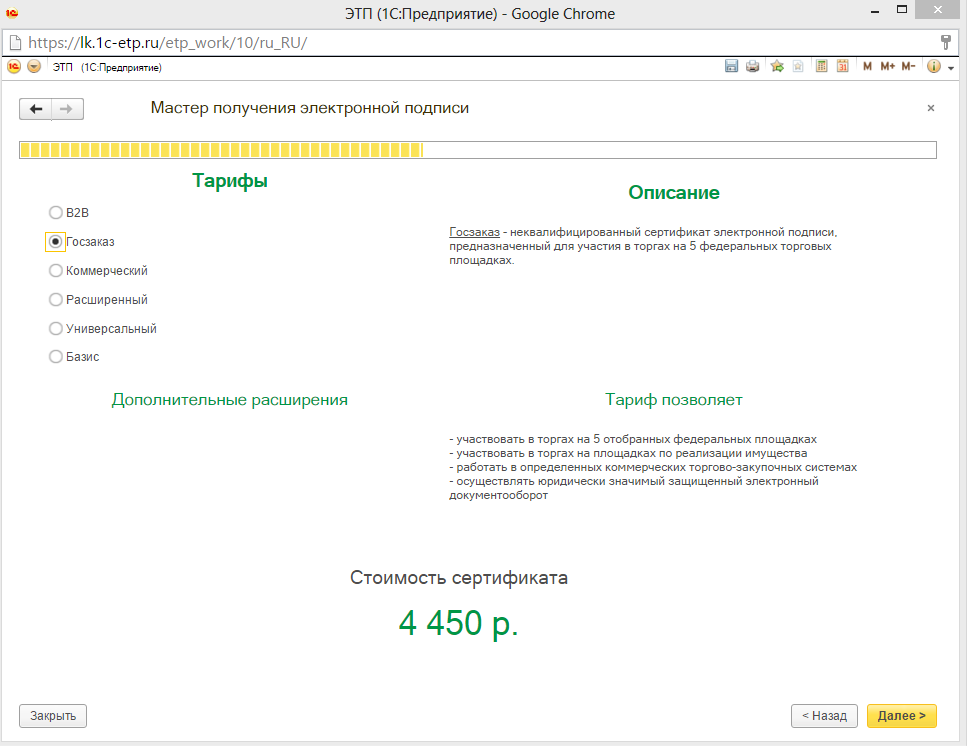 ЭТП (1С:Предприятие) - Google Chrome
https://lk.1c-etp.ru/etp_work/10/ru_RU/
ЭТП (1С:Предприятие)
M M+ M-
Мастер получения электронной подписи
Тарифы
B2B
Госзаказ
Коммерческий
Расширенный
Универсальный
Базис
Описание
Госзаказ - неквалифицированный сертификат электронной подписи,
предназначенный для участия в торгах на 5 федеральных торговых
площадках.
Дополнительные расширения
Тариф позволяет
- участвовать в торгах на 5 отобранных федеральных площадках
- участвовать в торгах на площадках по реализации имущества
- работать в определенных коммерческих торгово-закупочных системах
- осуществлять юридически значимый защищенный электронный
документооборот
Стоимость сертификата
4 450 р.
Закрыть
< Назад
Далее >